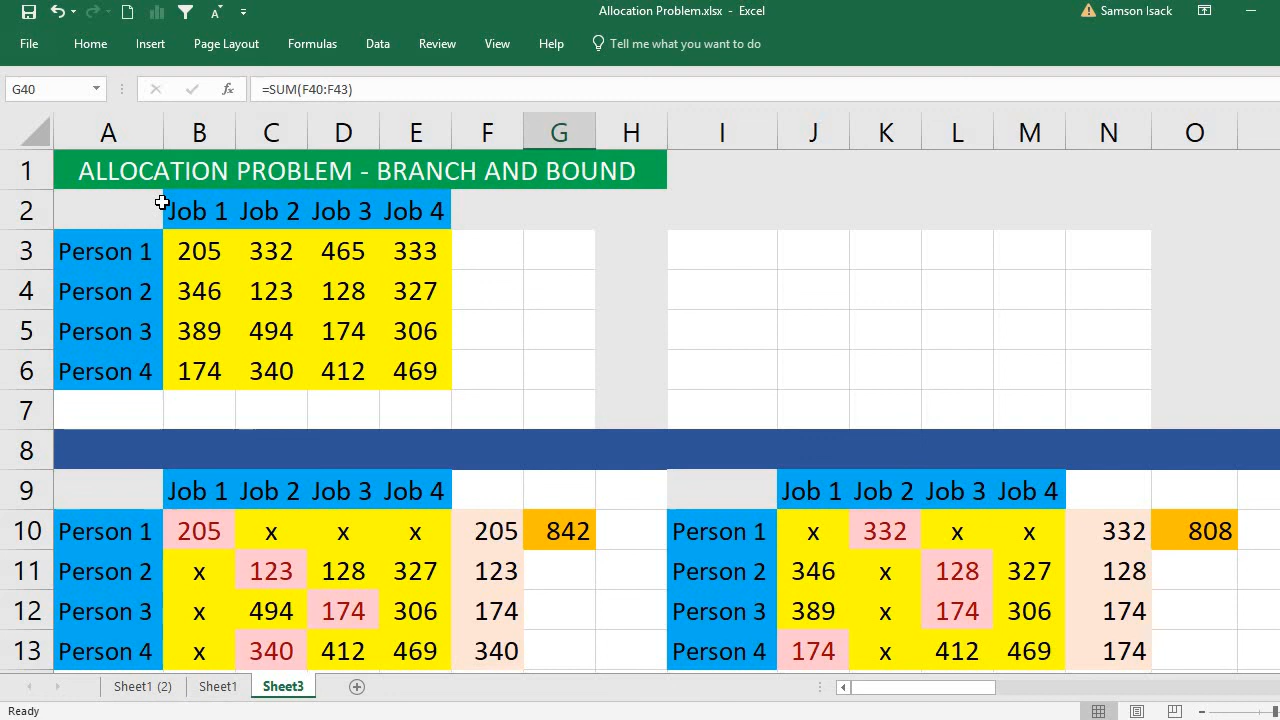 Allocation Problem.xlsx - Excel
Samson Isack
File Home Insert Page Layout Formulas Data Review View Help Tell me what you want to do
G40 fx =SUM(F40:F43)
A B C D E F G H I J K L M N O
1 ALLOCATION PROBLEM - BRANCH AND BOUND
2 Job 1 Job 2 Job 3 Job 4
3 Person 1 205 332 465 333
4 Person 2 346 123 128 327
5 Person 3 389 494 174 306
6 Person 4 174 340 412 469
7
8
9 Job 1 Job 2 Job 3 Job 4 Job 1 Job 2 Job 3 Job 4
10 Person 1 205 x x x 205 842 Person 1 x 332 x x 332 808
11 Person 2 x 123 128 327 123 Person 2 346 x 128 327 128
12 Person 3 x 494 174 306 174 Person 3 389 x 174 306 174
13 Person 4 x 340 412 469 340 Person 4 174 x 412 469 174
Sheet1 (2) Sheet1 Sheet3
Ready